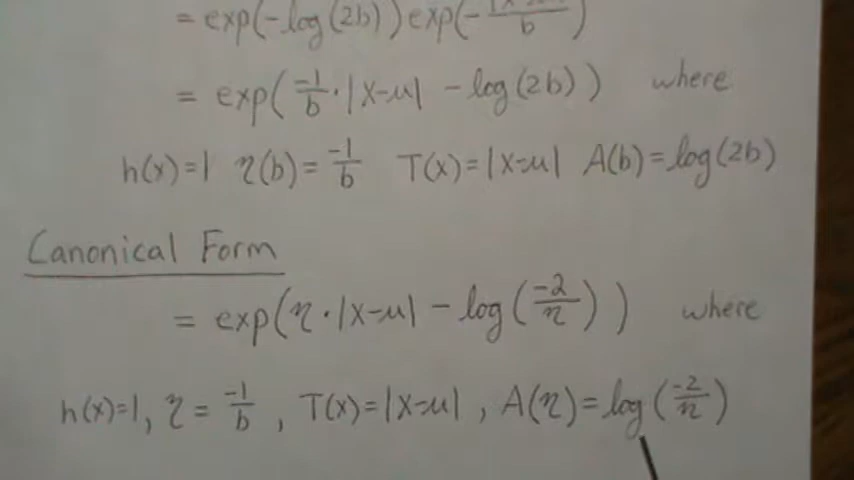 = exp(-log(2b)) exp(-|x-μ|/b)
= exp(-1/b · |x-μ| - log(2b)) where
h(x)=1 η(b)= -1/b T(x)=|x-μ| A(b)=log(2b)
Canonical Form
= exp(η · |x-μ| - log(-2/η)) where
h(x)=1, η = -1/b , T(x)=|x-μ| , A(η)=log(-2/η)